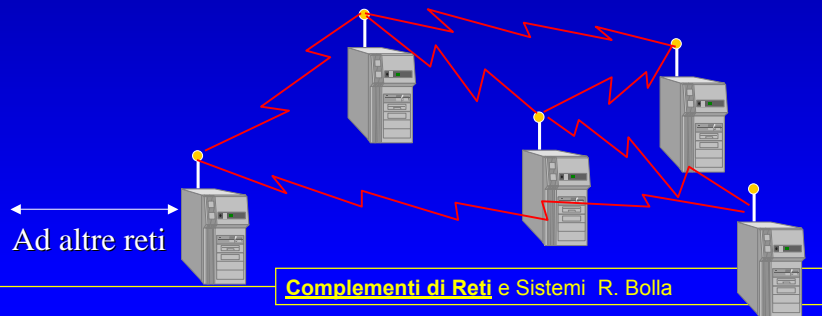 Ad altre reti
Complementi di Reti e Sistemi R. Bolla